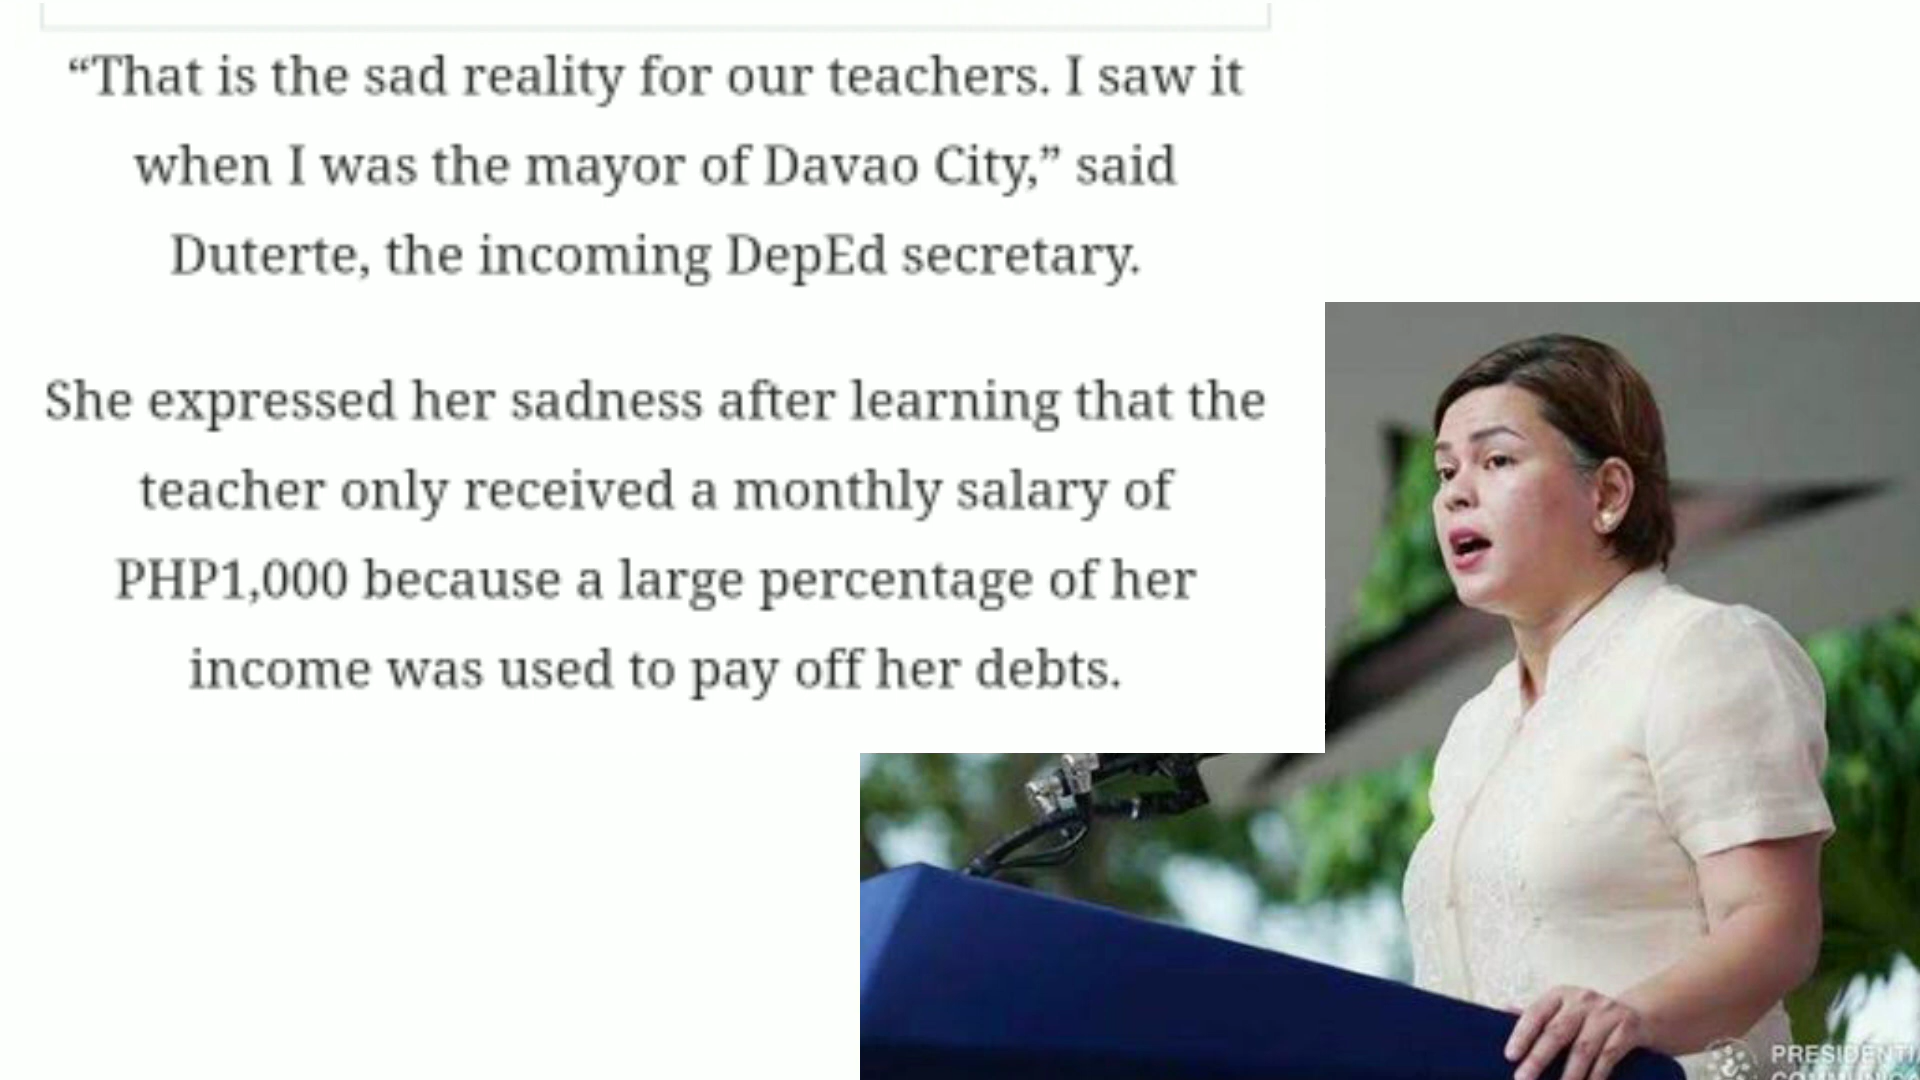 “That is the sad reality for our teachers. I saw it
when I was the mayor of Davao City,” said
Duterte, the incoming DepEd secretary.
She expressed her sadness after learning that the
teacher only received a monthly salary of
PHP1,000 because a large percentage of her
income was used to pay off her debts.